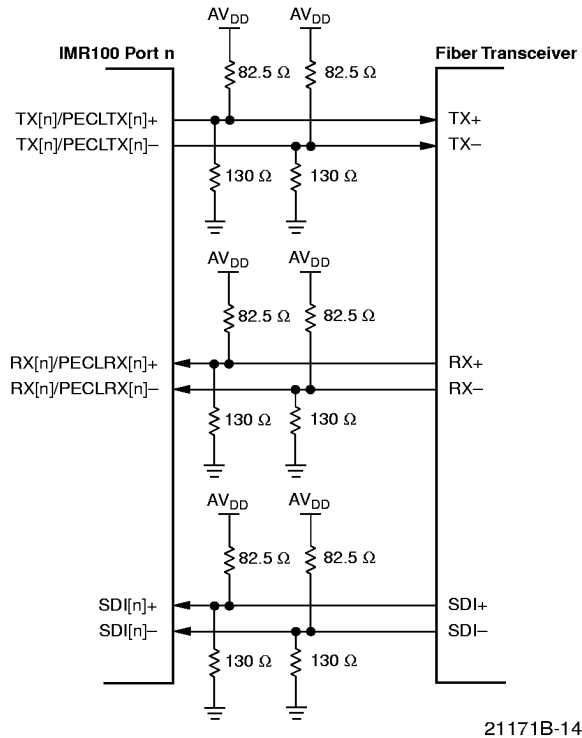 AVDD AVDD
IMR100 Port n Fiber Transceiver
82.5 Ω 82.5 Ω
TX[n]/PECLTX[n]+ TX+
TX[n]/PECLTX[n]– TX–
130 Ω 130 Ω
AVDD AVDD
82.5 Ω 82.5 Ω
RX[n]/PECLRX[n]+ RX+
RX[n]/PECLRX[n]– RX–
130 Ω 130 Ω
AVDD AVDD
82.5 Ω 82.5 Ω
SDI[n]+ SDI+
SDI[n]– SDI–
130 Ω 130 Ω
21171B-14